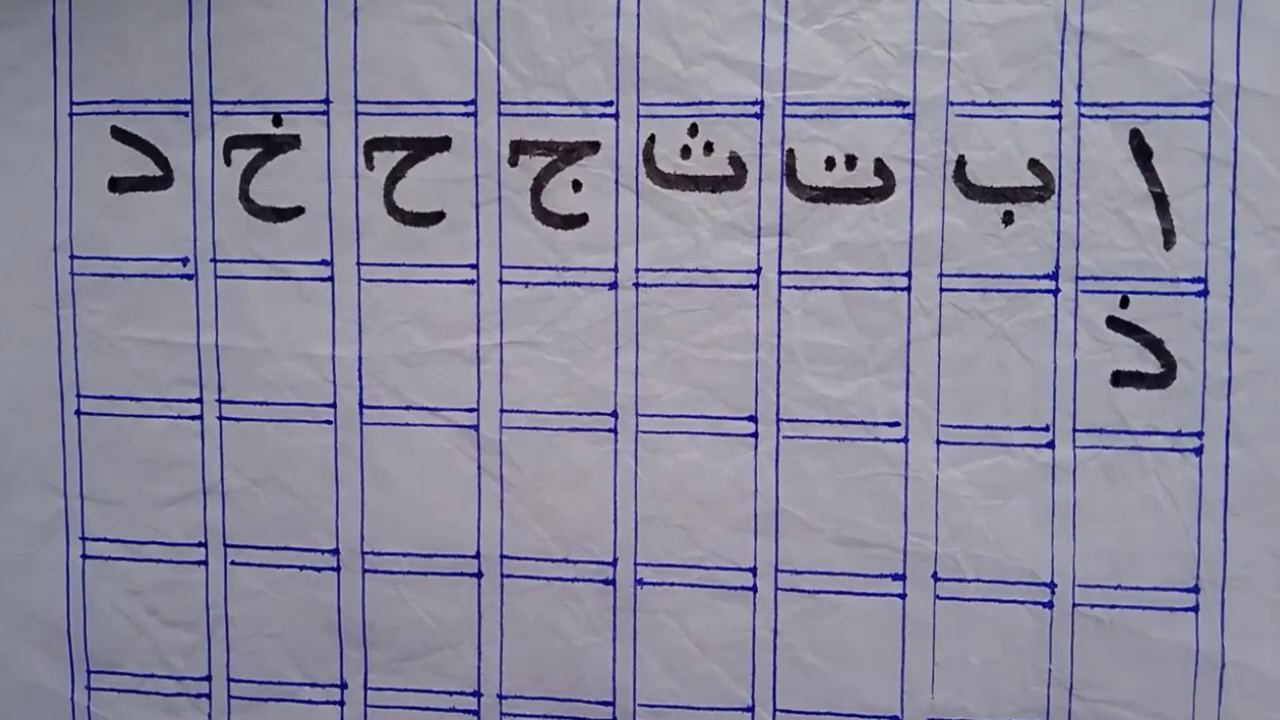 ا ب ت ث ج ح خ د
ذ